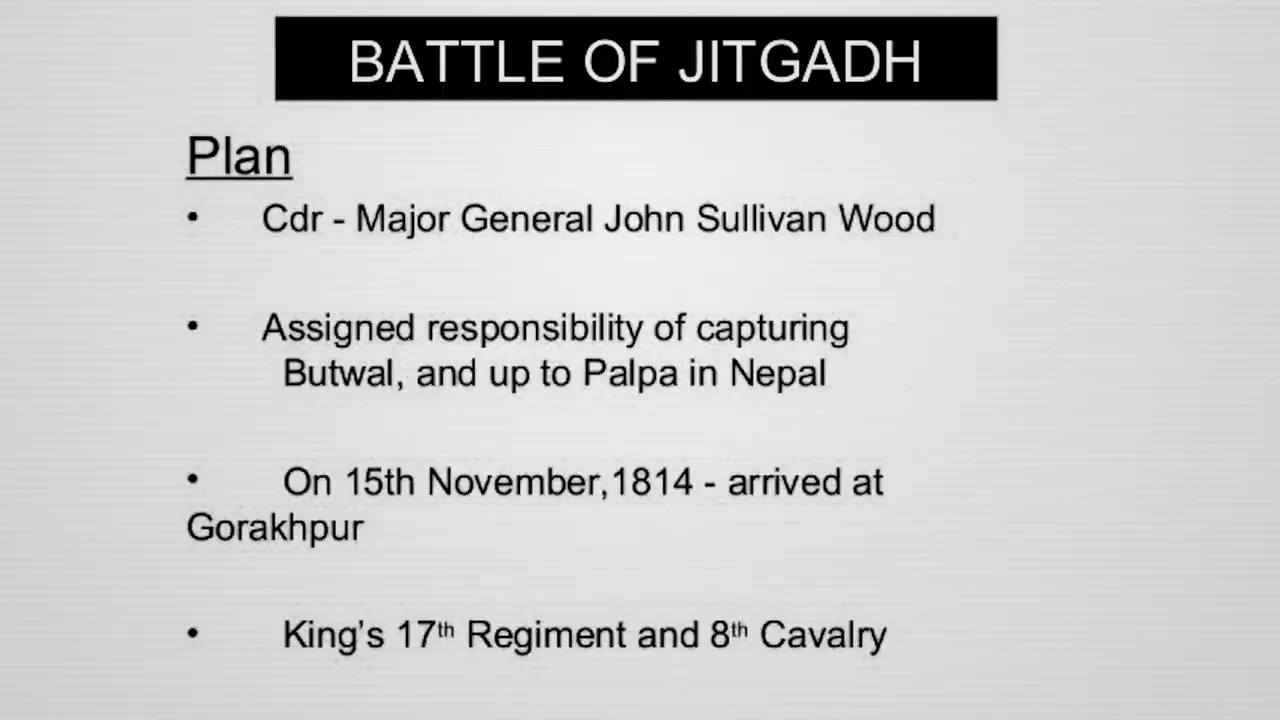 BATTLE OF JITGADH
Plan
• Cdr - Major General John Sullivan Wood
• Assigned responsibility of capturing
Butwal, and up to Palpa in Nepal
• On 15th November,1814 - arrived at
Gorakhpur
• King’s 17th Regiment and 8th Cavalry